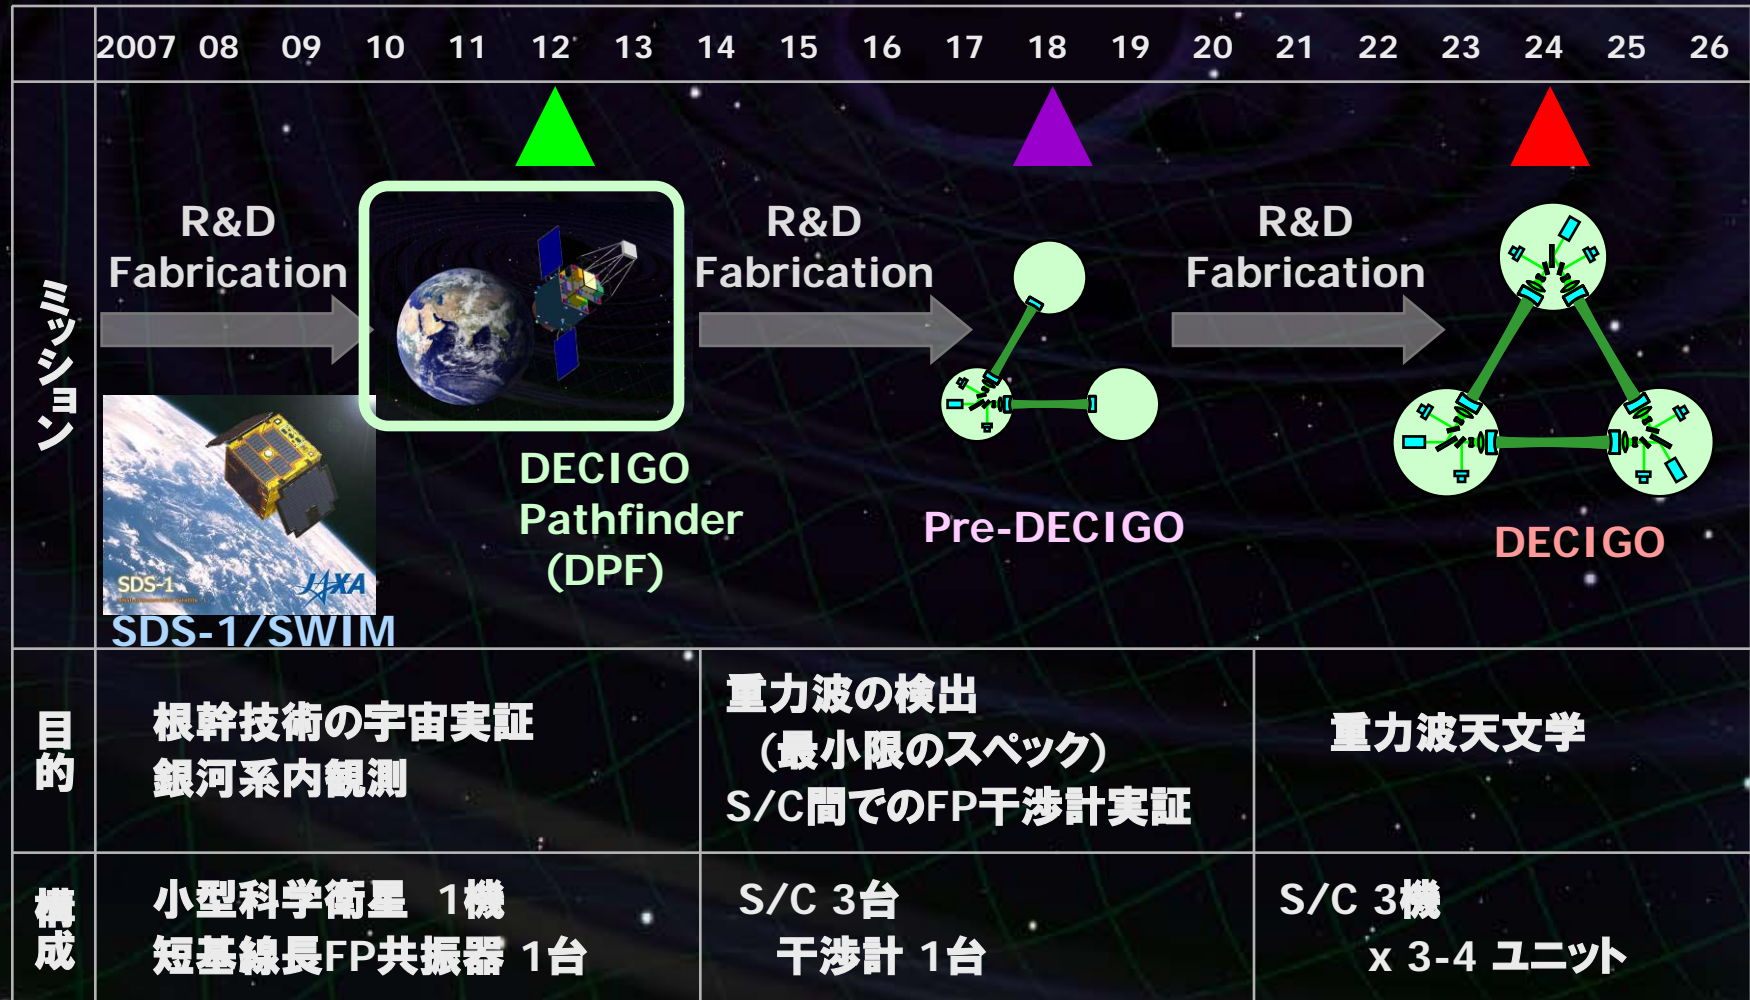 2007 08 09 10 11 12 13 14 15 16 17 18 19 20 21 22 23 24 25 26
ミッション
R&D
Fabrication
R&D
Fabrication
R&D
Fabrication
SDS-1
JAXA
SDS-1/SWIM
DECIGO
Pathfinder
(DPF)
Pre-DECIGO
DECIGO
目的
根幹技術の宇宙実証
銀河系内観測
重力波の検出
(最小限のスペック)
S/C間でのFP干渉計実証
重力波天文学
構成
小型科学衛星 1機
短基線長FP共振器 1台
S/C 3台
干渉計 1台
S/C 3機
x 3-4 ユニット